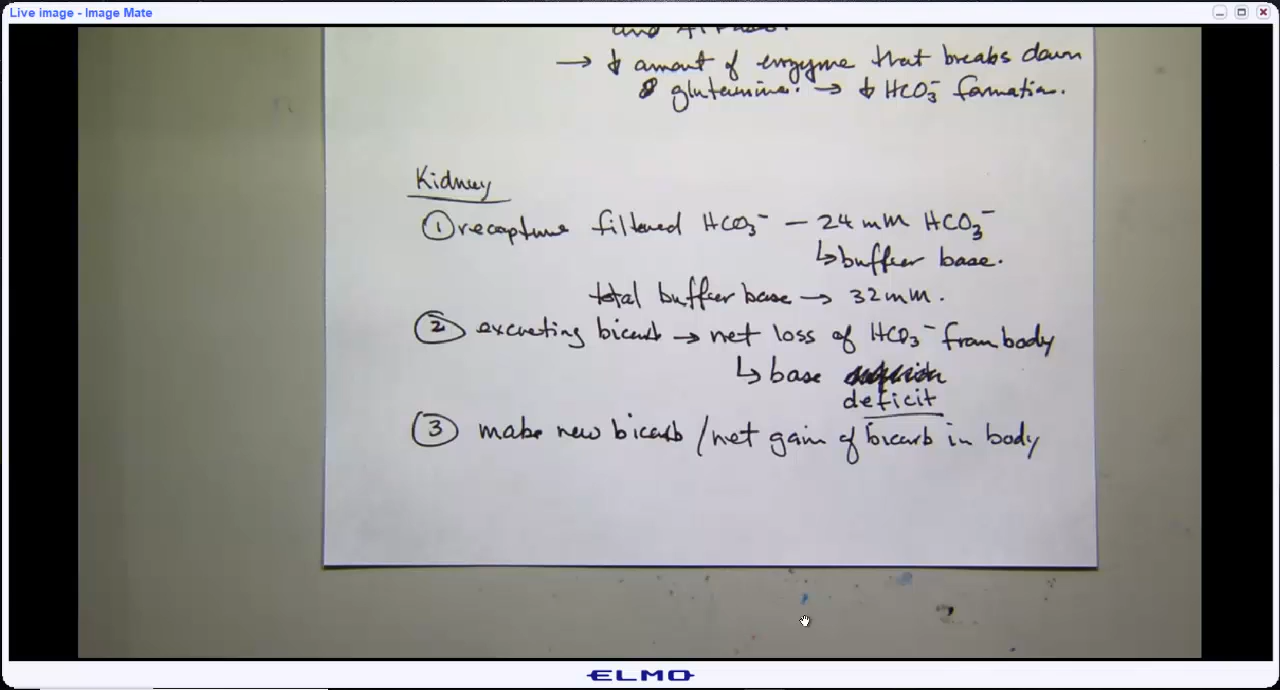 Live image - Image Mate
and
→ ↓ amount of enzyme that breaks down
glutamine. → ↓ HCO₃⁻ formation.
Kidney
① recapture filtered HCO₃⁻ — 24 mM HCO₃⁻
↳ buffer base.
total buffer base → 32 mM.
② excreting bicarb → net loss of HCO₃⁻ from body
↳ base
deficit
③ make new bicarb / net gain of bicarb in body
ELMO